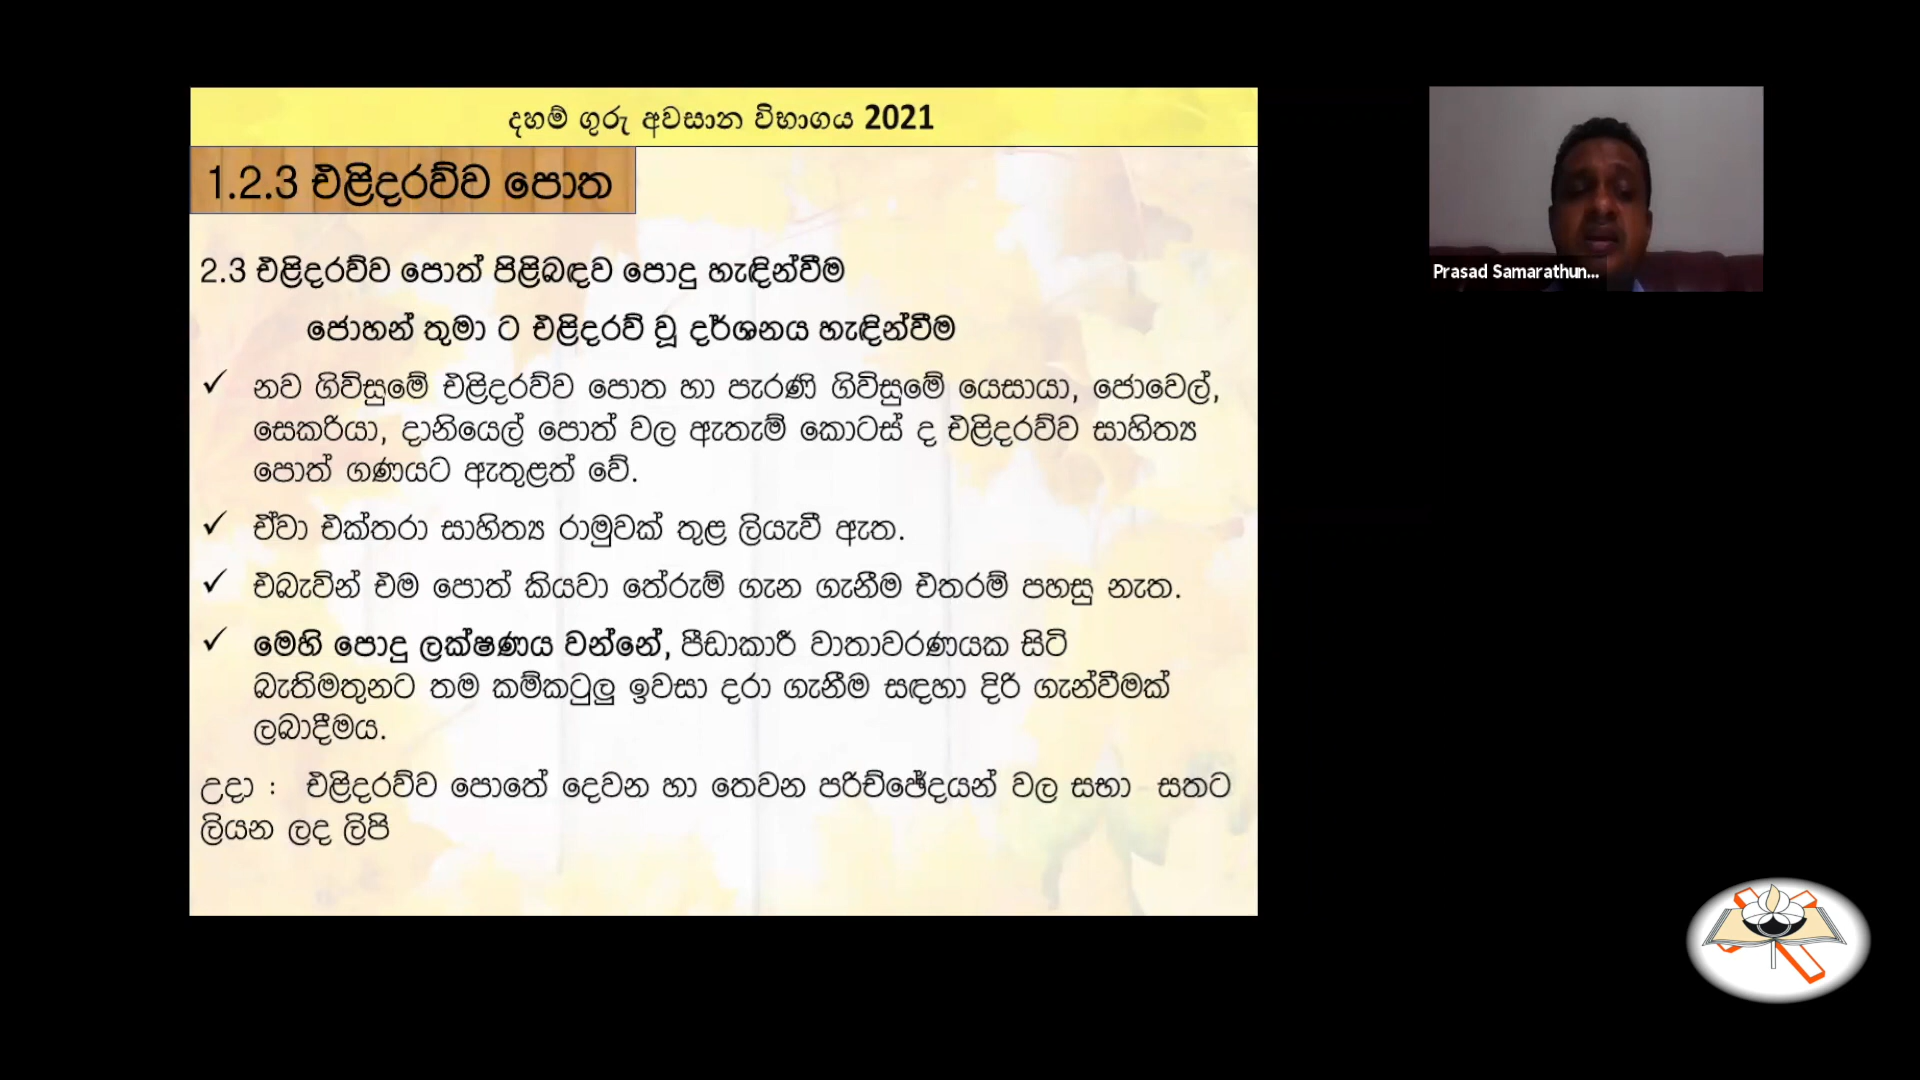 දහම් ගුරු අවසාන විභාගය 2021
1.2.3 එළිදරව්ව පොත
2.3 එළිදරව්ව පොත් පිළිබඳව පොදු හැඳින්වීම
ජොහන් තුමා ට එළිදරව් වූ දර්ශනය හැඳින්වීම
✓ නව ගිවිසුමේ එළිදරව්ව පොත හා පැරණි ගිවිසුමේ යෙසායා, ජොවෙල්,
සෙකරියා, දානියෙල් පොත් වල ඇතැම් කොටස් ද එළිදරව්ව සාහිත්‍ය
පොත් ගණයට ඇතුළත් වේ.
✓ ඒවා එක්තරා සාහිත්‍ය රාමුවක් තුළ ලියැවී ඇත.
✓ එබැවින් එම පොත් කියවා තේරුම් ගැන ගැනීම එතරම් පහසු නැත.
✓ මෙහි පොදු ලක්ෂණය වන්නේ, පීඩාකාරී වාතාවරණයක සිටි
බැතිමතුනට තම කම්කටුලු ඉවසා දරා ගැනීම සඳහා දිරි ගැන්වීමක්
ලබාදීමය.
උදා : එළිදරව්ව පොතේ දෙවන හා තෙවන පරිච්ඡේදයන් වල සභා සතට
ලියන ලද ලිපි
Prasad Samarathun...